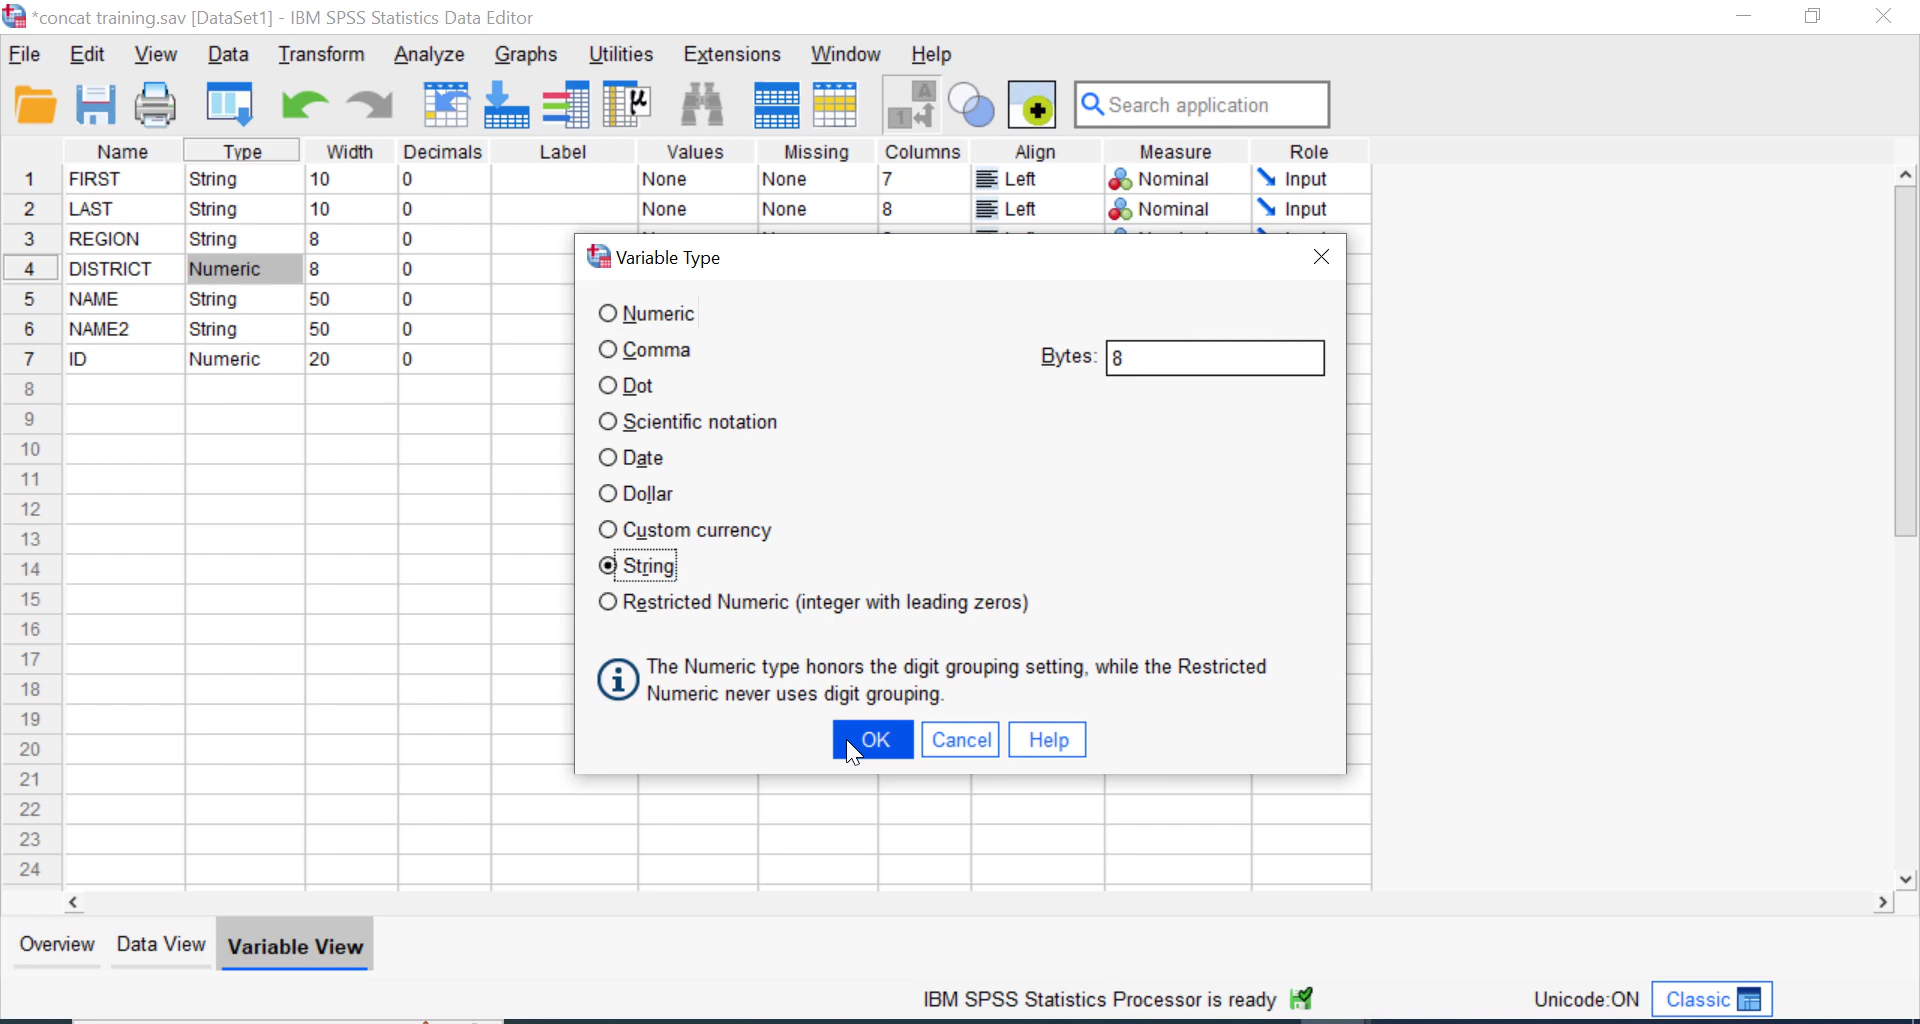 *concat training.sav [DataSet1] - IBM SPSS Statistics Data Editor
File Edit View Data Transform Analyze Graphs Utilities Extensions Window Help
Search application
Name Type Width Decimals Label Values Missing Columns Align Measure Role
1 FIRST String 10 0 None None 7 Left Nominal Input
2 LAST String 10 0 None None 8 Left Nominal Input
3 REGION String 8 0
4 DISTRICT Numeric 8 0
5 NAME String 50 0
6 NAME2 String 50 0
7 ID Numeric 20 0
8
9
10
11
12
13
14
15
16
17
18
19
20
21
22
23
24
Variable Type
Numeric
Comma
Bytes: 8
Dot
Scientific notation
Date
Dollar
Custom currency
String
Restricted Numeric (integer with leading zeros)
The Numeric type honors the digit grouping setting, while the Restricted
Numeric never uses digit grouping.
OK Cancel Help
Overview Data View Variable View
IBM SPSS Statistics Processor is ready Unicode:ON Classic